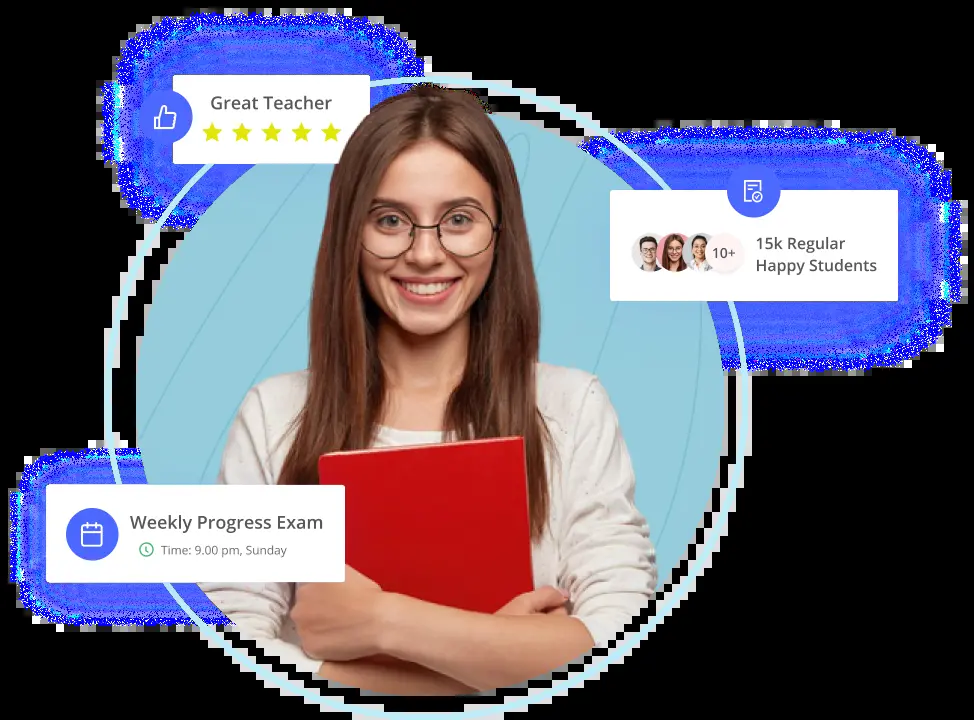 Great Teacher
10+
15k Regular
Happy Students
Weekly Progress Exam
Time: 9.00 pm, Sunday